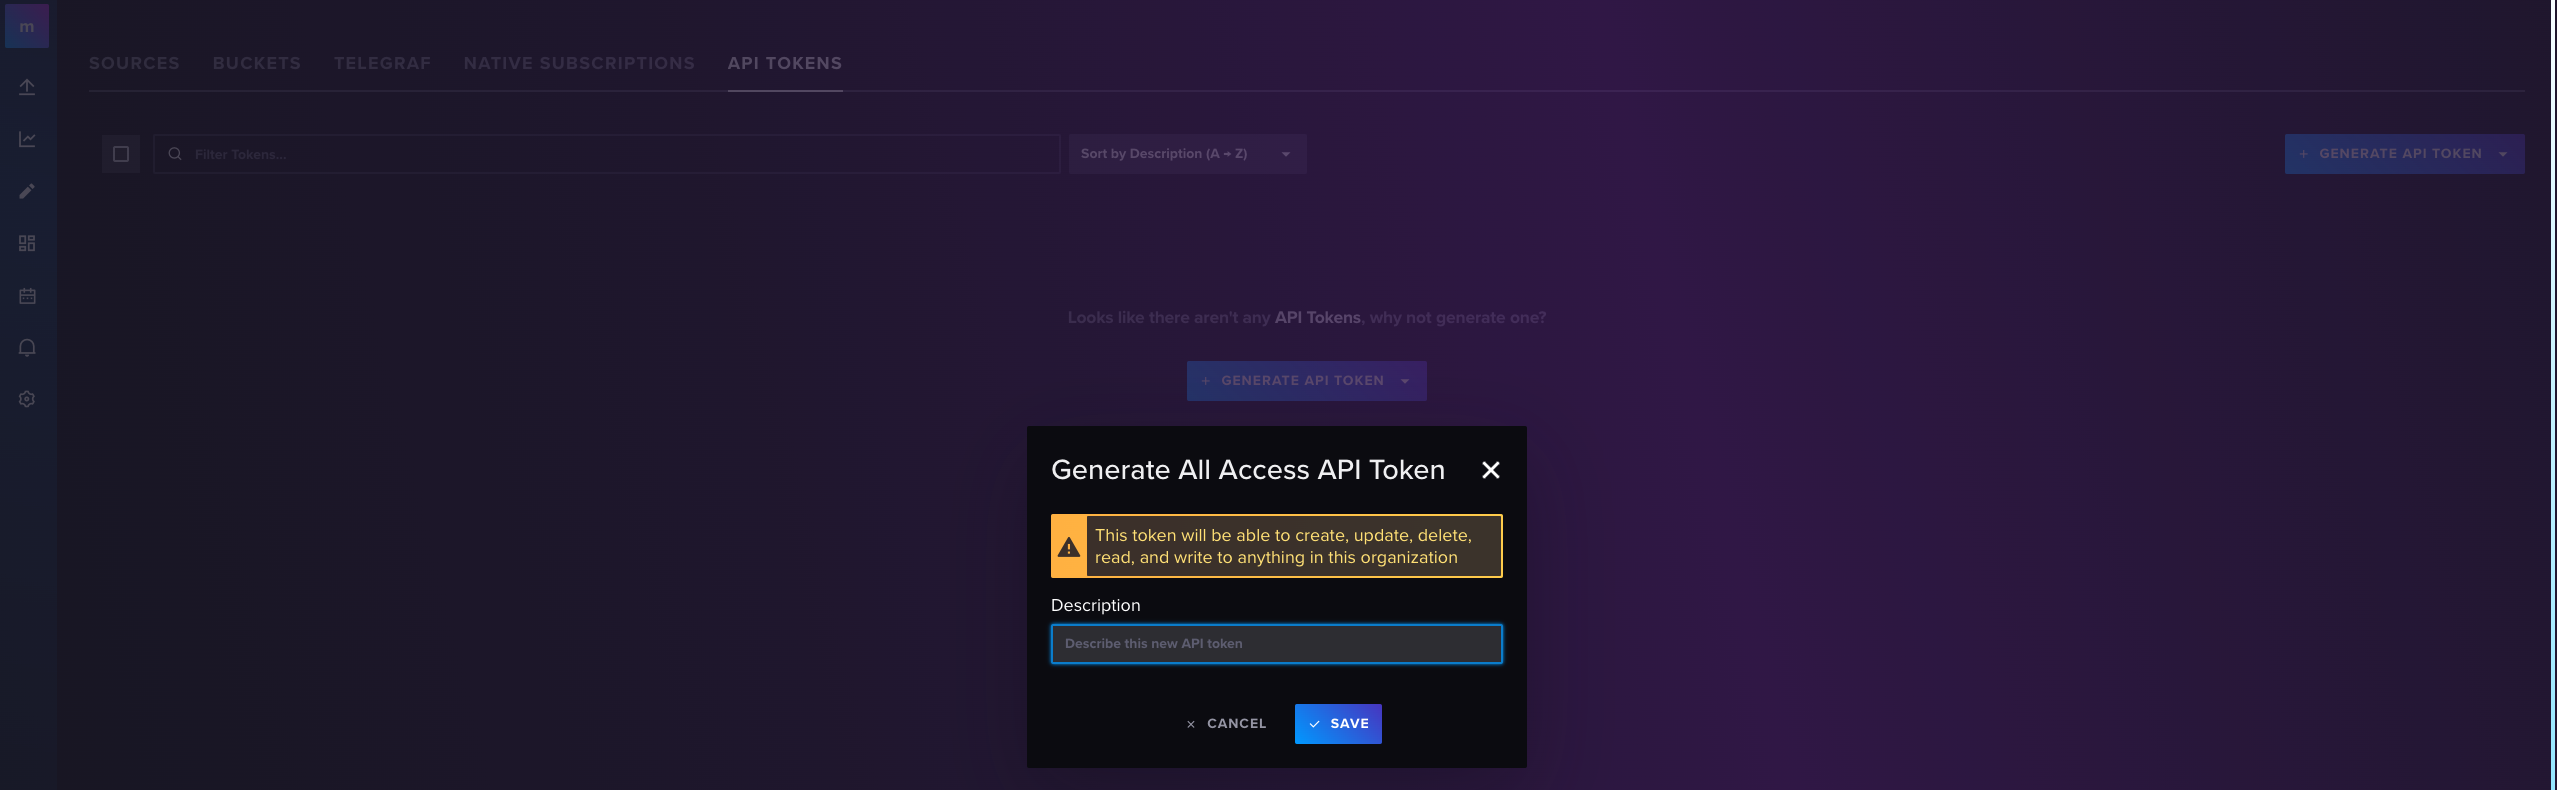 m
SOURCES BUCKETS TELEGRAF NATIVE SUBSCRIPTIONS API TOKENS
Filter Tokens...
Sort by Description (A → Z)
+ GENERATE API TOKEN
Looks like there aren't any API Tokens, why not generate one?
+ GENERATE API TOKEN
Generate All Access API Token
This token will be able to create, update, delete,
read, and write to anything in this organization
Description
Describe this new API token
CANCEL
SAVE